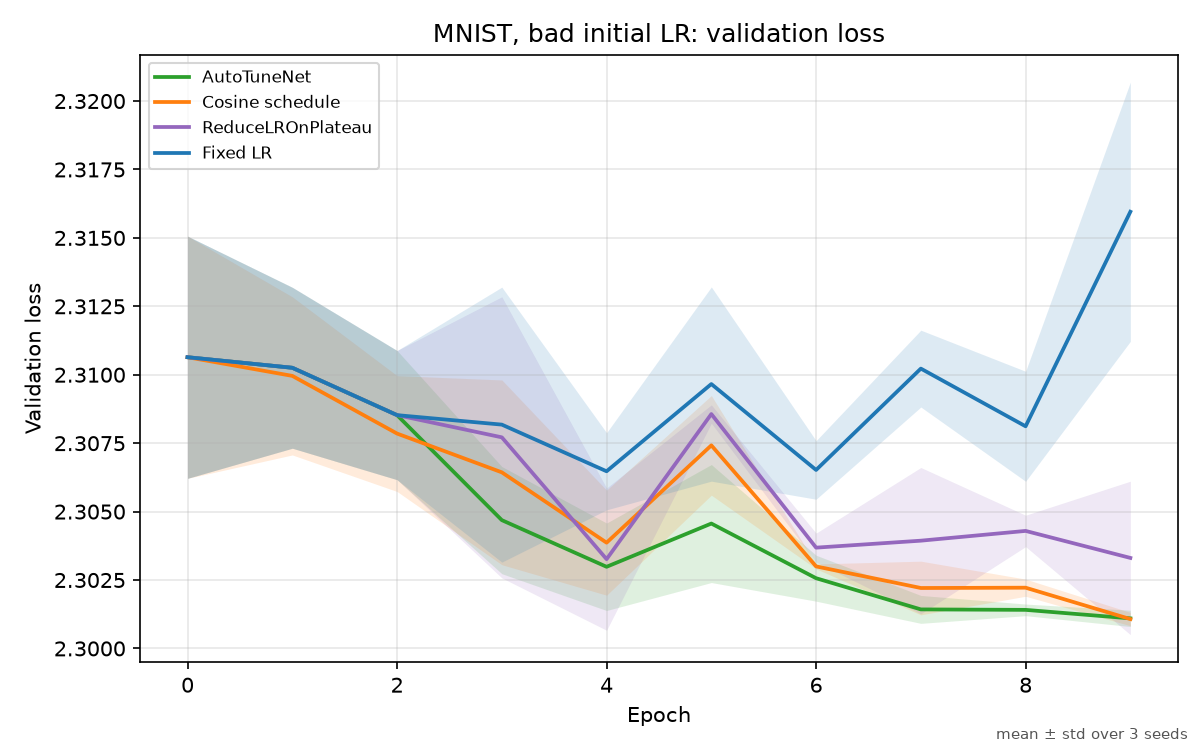 MNIST, bad initial LR: validation loss
AutoTuneNet
Cosine schedule
ReduceLROnPlateau
Fixed LR
2.3200
2.3175
2.3150
2.3125
2.3100
2.3075
2.3050
2.3025
2.3000
Validation loss
0 2 4 6 8
Epoch
mean ± std over 3 seeds